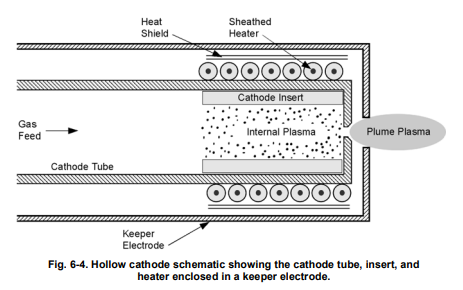 Heat
Shield
Sheathed
Heater
Cathode Insert
Gas
Feed
Internal Plasma
Plume Plasma
Cathode Tube
Keeper
Electrode
Fig. 6-4. Hollow cathode schematic showing the cathode tube, insert, and
heater enclosed in a keeper electrode.